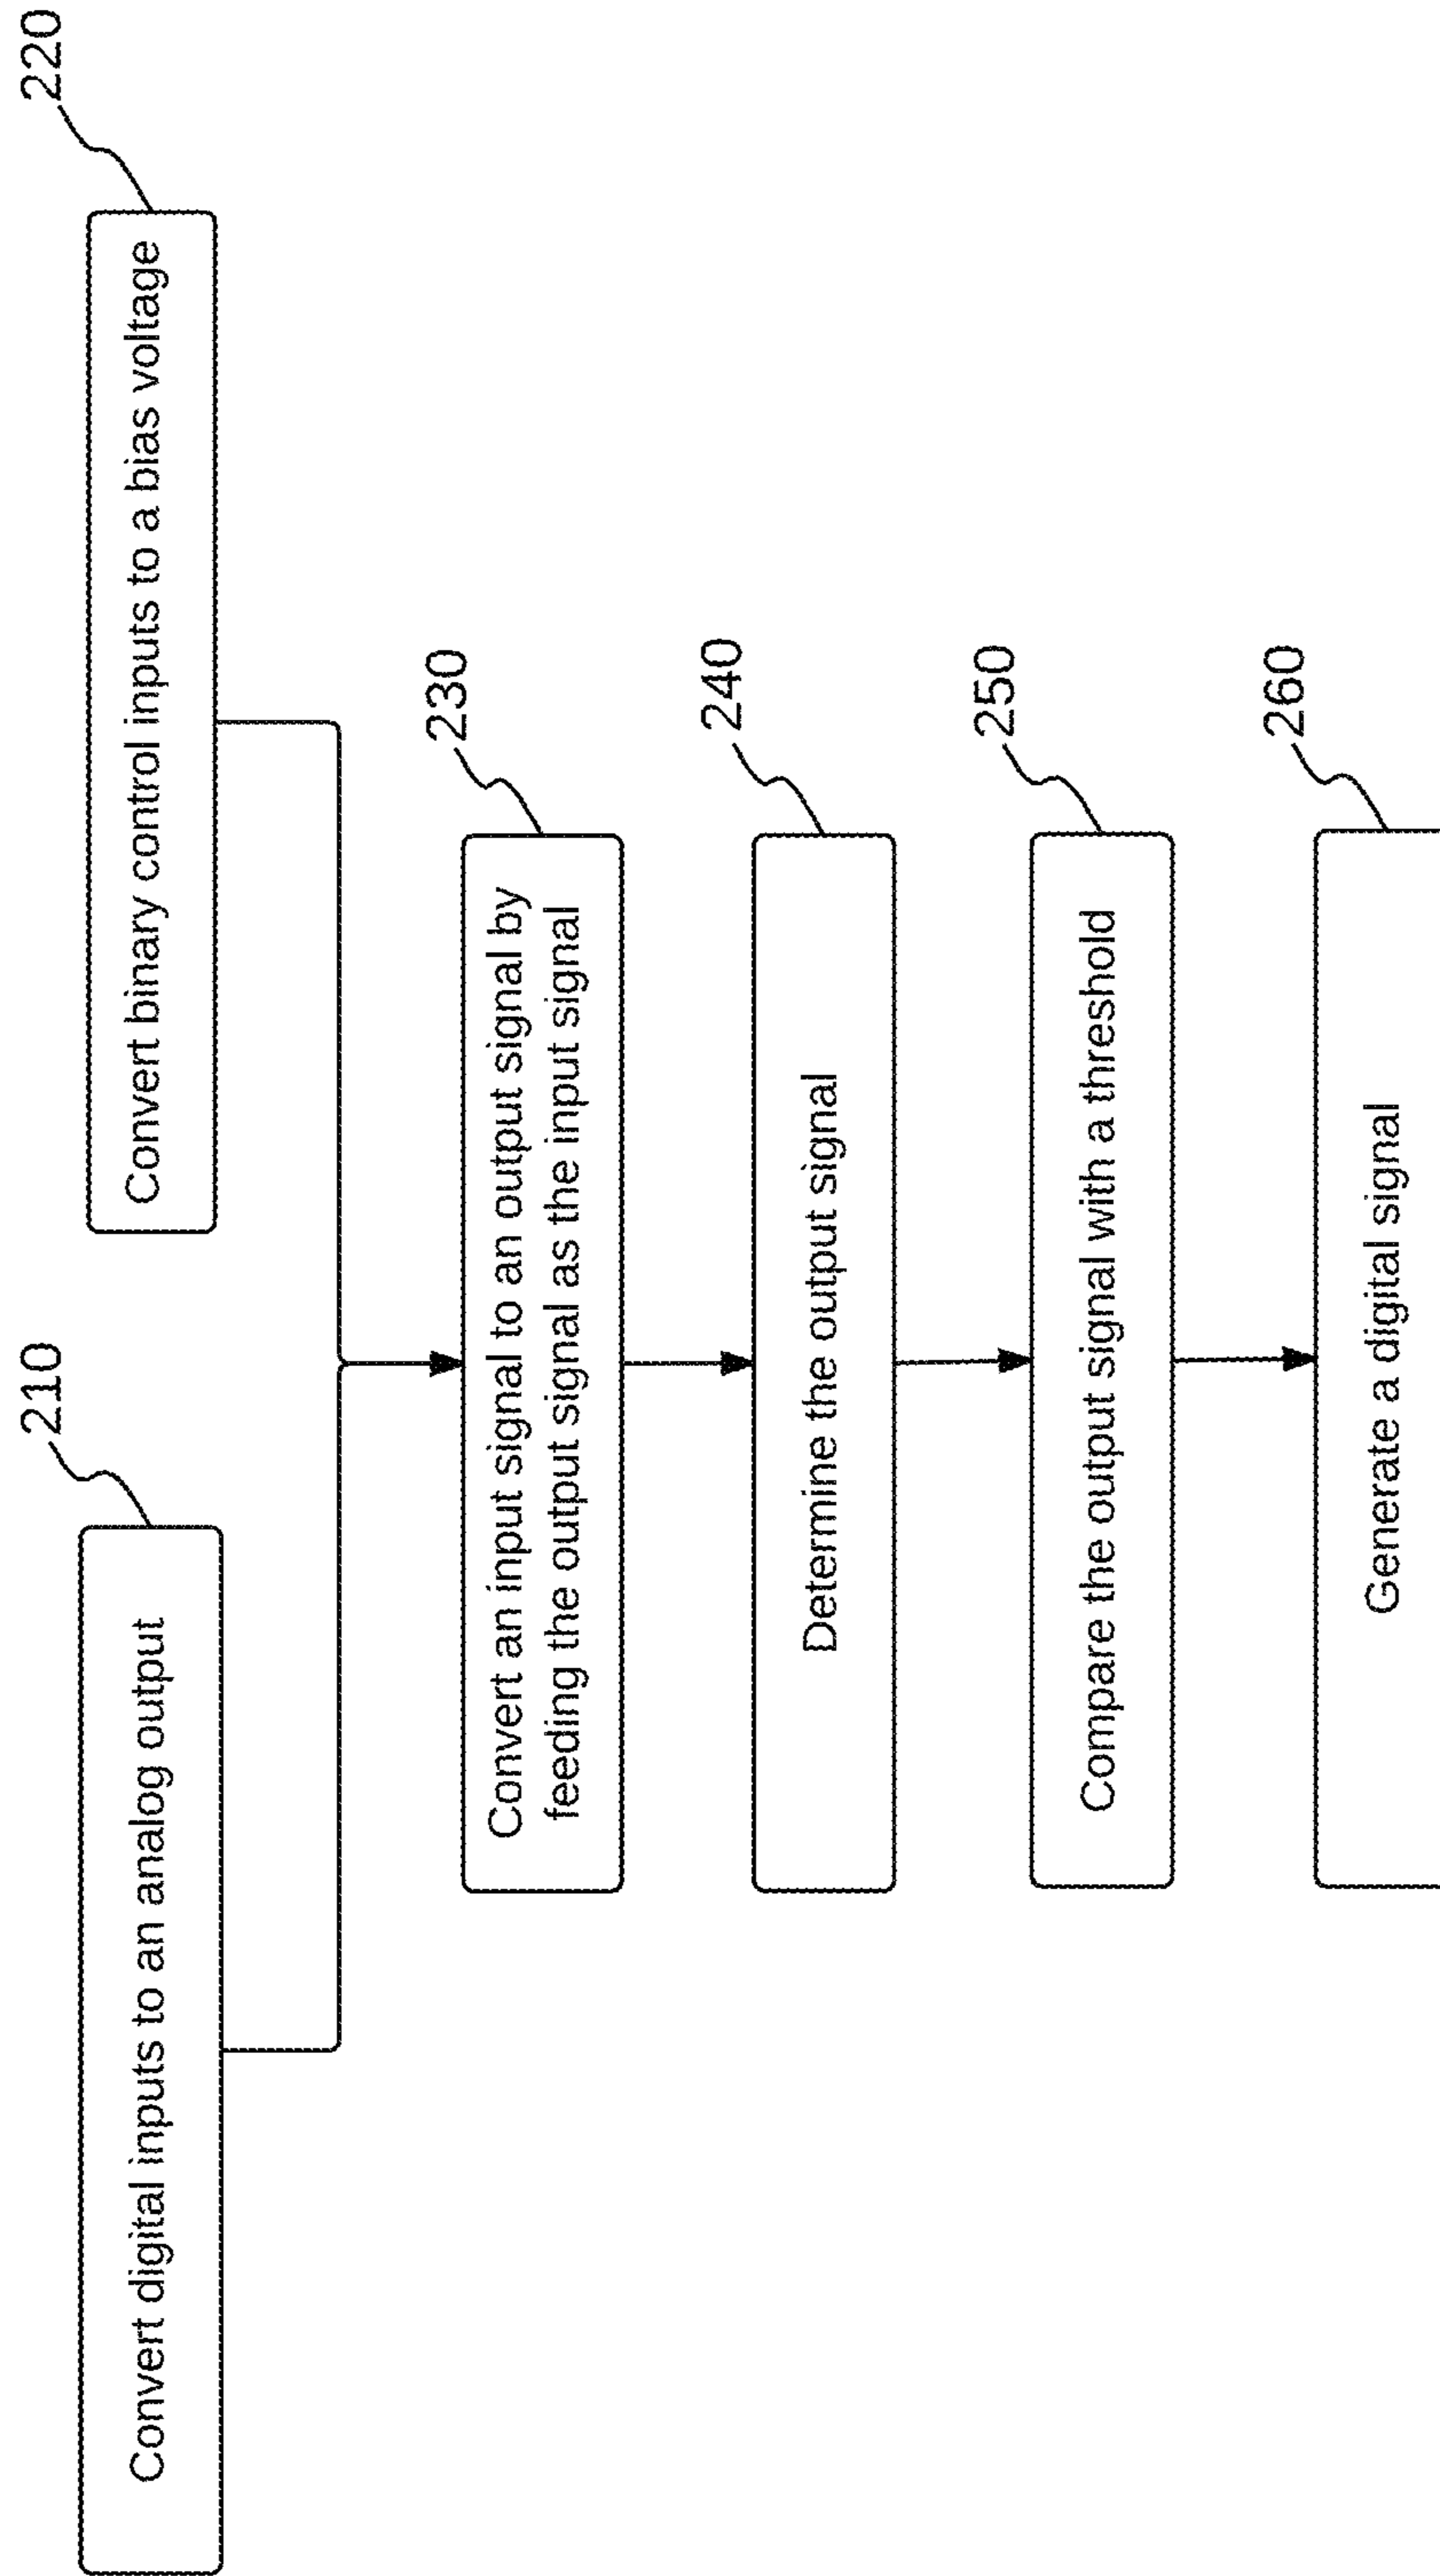 210
Convert digital inputs to an analog output
220
Convert binary control inputs to a bias voltage
230
Convert an input signal to an output signal by
feeding the output signal as the input signal
240
Determine the output signal
250
Compare the output signal with a threshold
260
Generate a digital signal